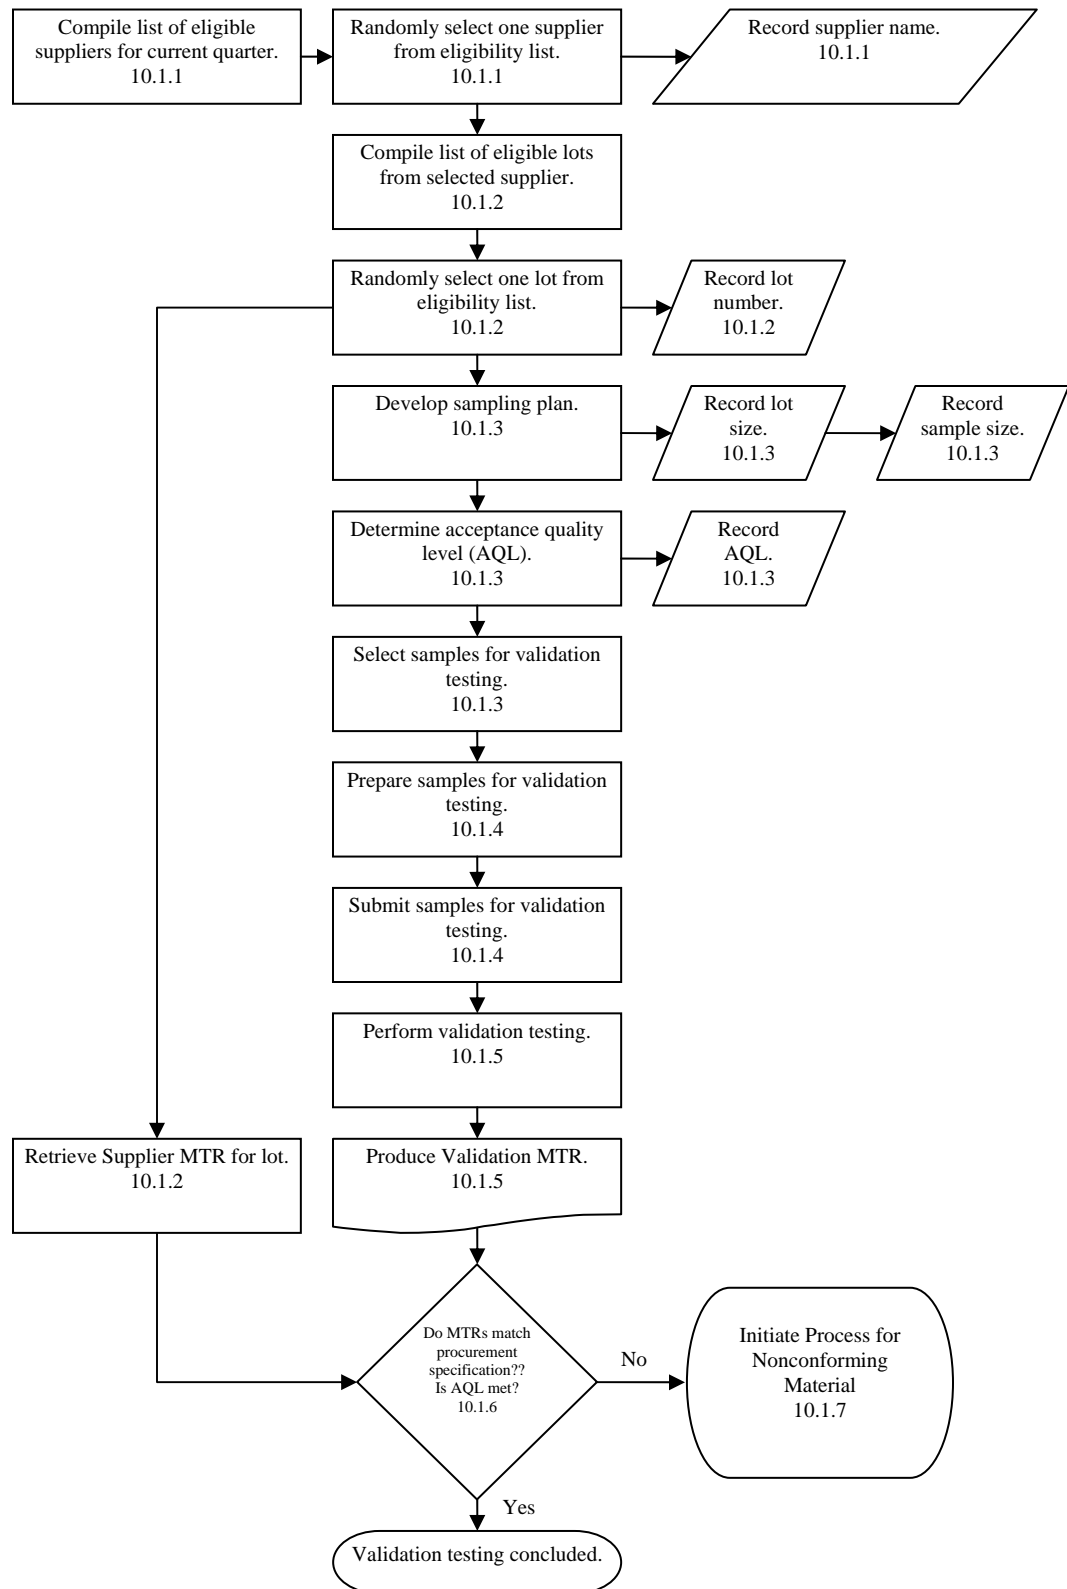 Compile list of eligible
suppliers for current quarter.
10.1.1
Randomly select one supplier
from eligibility list.
10.1.1
Record supplier name.
10.1.1
Compile list of eligible lots
from selected supplier.
10.1.2
Randomly select one lot from
eligibility list.
10.1.2
Record lot
number.
10.1.2
Develop sampling plan.
10.1.3
Record lot
size.
10.1.3
Record
sample size.
10.1.3
Determine acceptance quality
level (AQL).
10.1.3
Record
AQL.
10.1.3
Select samples for validation
testing.
10.1.3
Prepare samples for validation
testing.
10.1.4
Submit samples for validation
testing.
10.1.4
Perform validation testing.
10.1.5
Retrieve Supplier MTR for lot.
10.1.2
Produce Validation MTR.
10.1.5
Do MTRs match
procurement
specification??
Is AQL met?
10.1.6
No
Initiate Process for
Nonconforming
Material
10.1.7
Yes
Validation testing concluded.